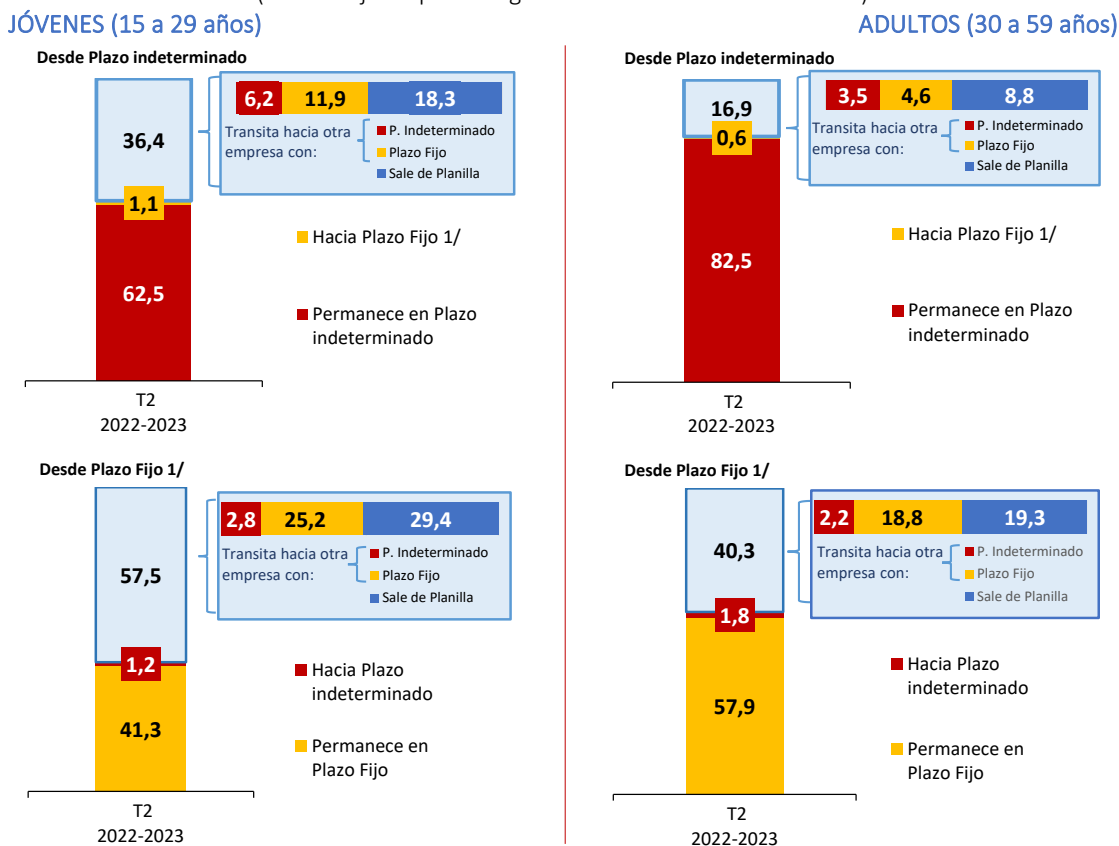 JÓVENES (15 a 29 años)
Desde Plazo indeterminado
36,4
1,1
62,5
6,2 11,9 18,3
Transita hacia otra
empresa con:
P. Indeterminado
Plazo Fijo
Sale de Planilla
Hacia Plazo Fijo 1/
Permanece en Plazo
indeterminado
T2
2022-2023
Desde Plazo Fijo 1/
57,5
1,2
41,3
2,8 25,2 29,4
Transita hacia otra
empresa con:
P. Indeterminado
Plazo Fijo
Sale de Planilla
Hacia Plazo
indeterminado
Permanece en
Plazo Fijo
T2
2022-2023
ADULTOS (30 a 59 años)
Desde Plazo indeterminado
16,9
0,6
82,5
3,5 4,6 8,8
Transita hacia otra
empresa con:
P. Indeterminado
Plazo Fijo
Sale de Planilla
Hacia Plazo Fijo 1/
Permanece en Plazo
indeterminado
T2
2022-2023
Desde Plazo Fijo 1/
40,3
1,8
57,9
2,2 18,8 19,3
Transita hacia otra
empresa con:
P. Indeterminado
Plazo Fijo
Sale de Planilla
Hacia Plazo
indeterminado
Permanece en
Plazo Fijo
T2
2022-2023